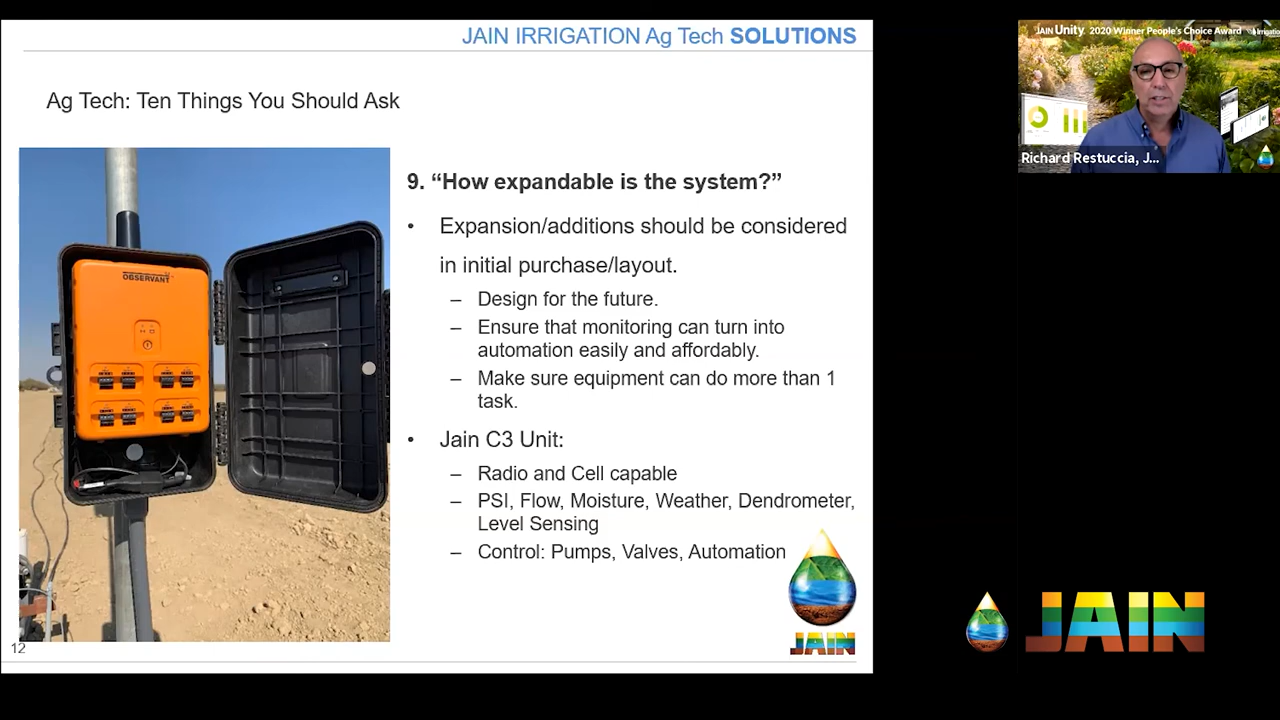 JAIN IRRIGATION Ag Tech SOLUTIONS
Ag Tech: Ten Things You Should Ask
OBSERVANT
9. “How expandable is the system?”
• Expansion/additions should be considered
in initial purchase/layout.
– Design for the future.
– Ensure that monitoring can turn into
automation easily and affordably.
– Make sure equipment can do more than 1
task.
• Jain C3 Unit:
– Radio and Cell capable
– PSI, Flow, Moisture, Weather, Dendrometer,
Level Sensing
– Control: Pumps, Valves, Automation
JAIN
12
JAIN Unity. 2020 Winner People's Choice Award
Richard Restuccia, J...
JAIN